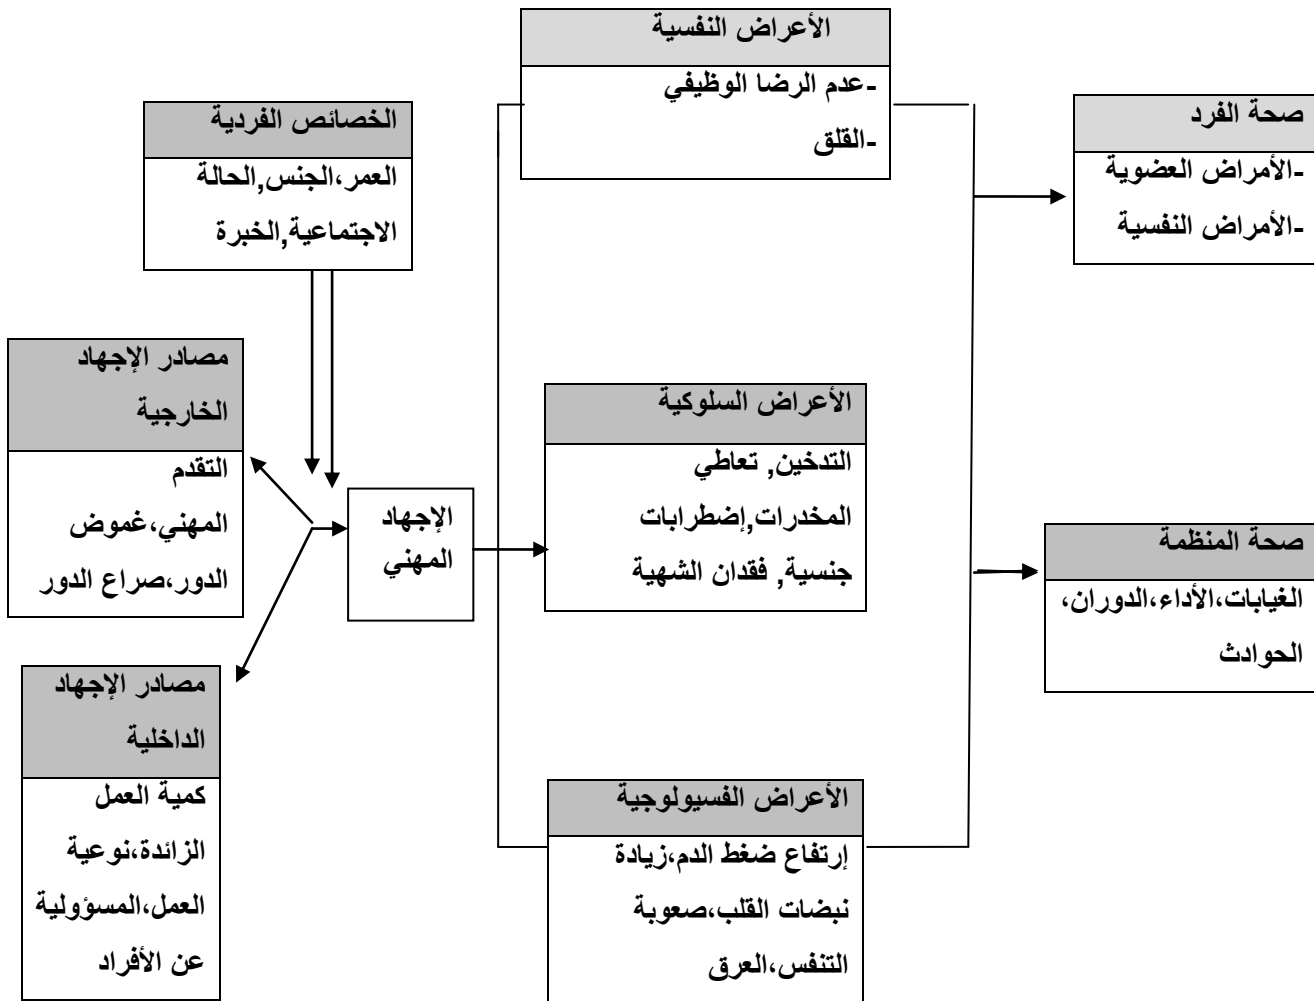 الأعراض النفسية
-عدم الرضا الوظيفي
-القلق
صحة الفرد
-الأمراض العضوية
-الأمراض النفسية
الخصائص الفردية
العمر،الجنس,الحالة
الاجتماعية,الخبرة
مصادر الإجهاد
الخارجية
التقدم
المهني،غموض
الدور،صراع الدور
الإجهاد
المهني
الأعراض السلوكية
التدخين, تعاطي
المخدرات,إضطرابات
جنسية, فقدان الشهية
صحة المنظمة
الغيابات،الأداء،الدوران،
الحوادث
مصادر الإجهاد
الداخلية
كمية العمل
الزائدة،نوعية
العمل،المسؤولية
عن الأفراد
الأعراض الفسيولوجية
إرتفاع ضغط الدم،زيادة
نبضات القلب،صعوبة
التنفس،العرق